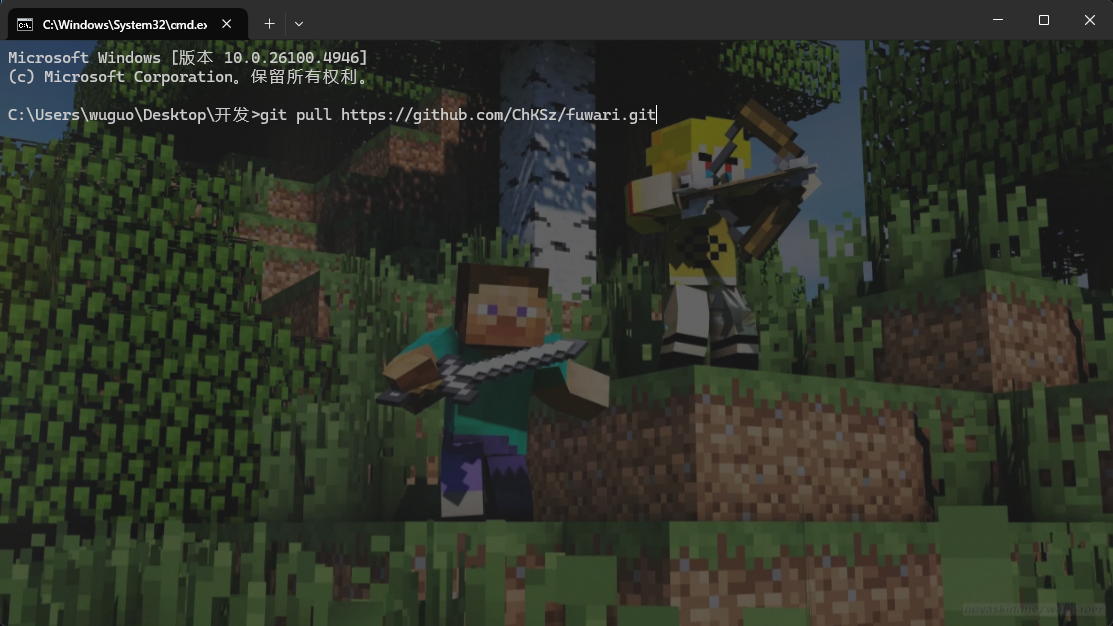 C:\Windows\System32\cmd.ex
Microsoft Windows [版本 10.0.26100.4946]
(c) Microsoft Corporation。保留所有权利。
C:\Users\wuguo\Desktop\开发>git pull https://github.com/ChKSz/fuwari.git